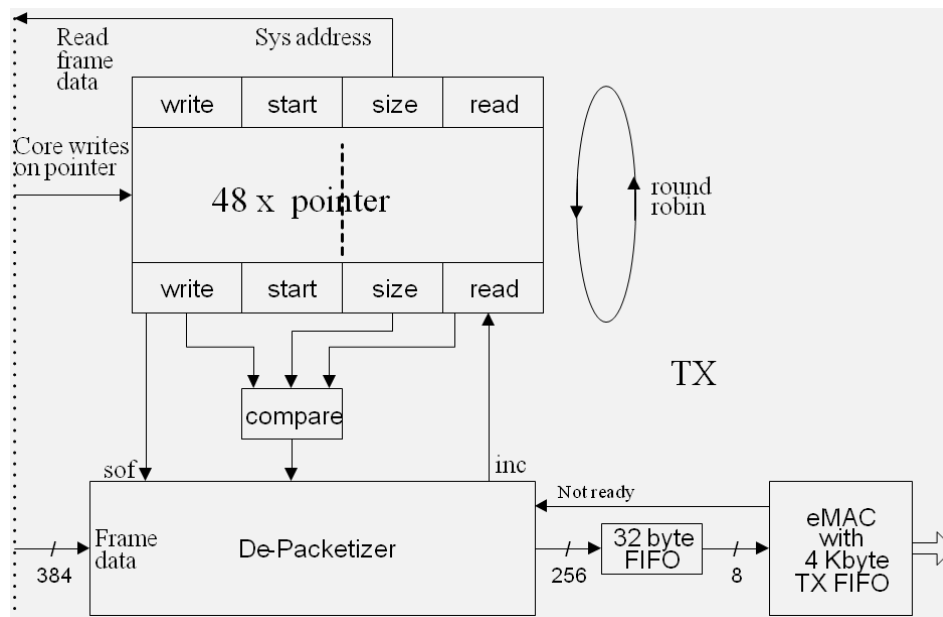 Read
frame
data
Sys address
write start size read
Core writes
on pointer
48 x pointer
round
robin
write start size read
TX
compare
sof
inc
Not ready
Frame
data
384
De-Packetizer
256
32 byte
FIFO
8
eMAC
with
4 Kbyte
TX FIFO